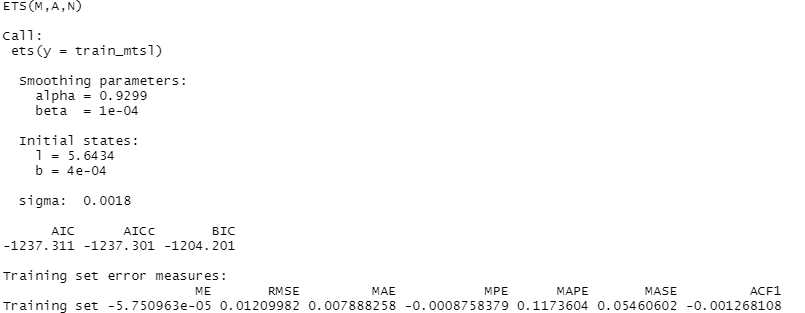 ETS(M,A,N)
Call:
ets(y = train_mtsl)
Smoothing parameters:
alpha = 0.9299
beta  = 1e-04
Initial states:
l = 5.6434
b = 4e-04
sigma:  0.0018
AIC AICc BIC
-1237.311 -1237.301 -1204.201
Training set error measures:
ME RMSE MAE MPE MAPE MASE ACF1
Training set -5.750963e-05 0.01209982 0.007888258 -0.0008758379 0.1173604 0.05460602 -0.001268108